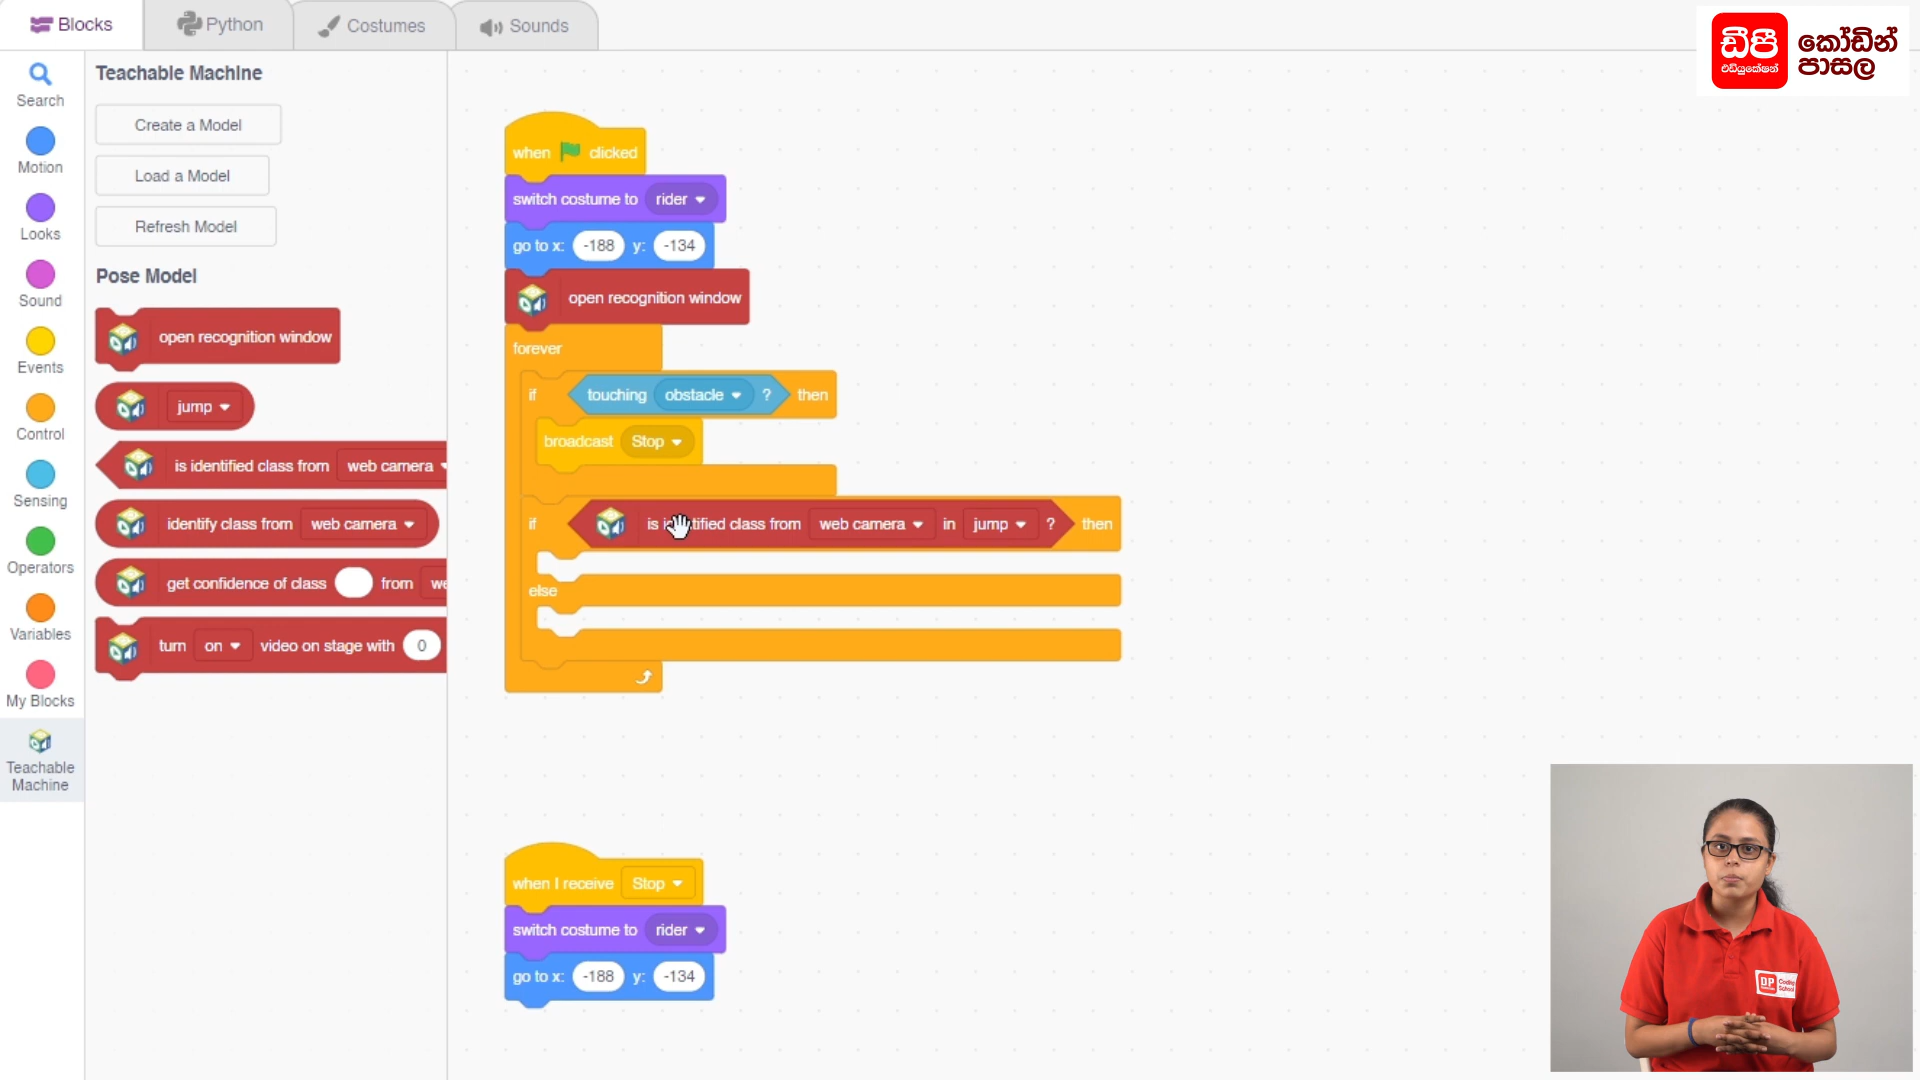 Blocks
Python
Costumes
Sounds
ඩීපී
එඩියුකේෂන්
කෝඩින්
පාසල
Search
Motion
Looks
Sound
Events
Control
Sensing
Operators
Variables
My Blocks
Teachable
Machine
Teachable Machine
Create a Model
Load a Model
Refresh Model
Pose Model
open recognition window
jump
is identified class from web camera
identify class from web camera
get confidence of class from we
turn on video on stage with 0
when clicked
switch costume to rider
go to x: -188 y: -134
open recognition window
forever
if touching obstacle ? then
broadcast Stop
if is identified class from web camera in jump ? then
else
when I receive Stop
switch costume to rider
go to x: -188 y: -134
DP
Coding
School